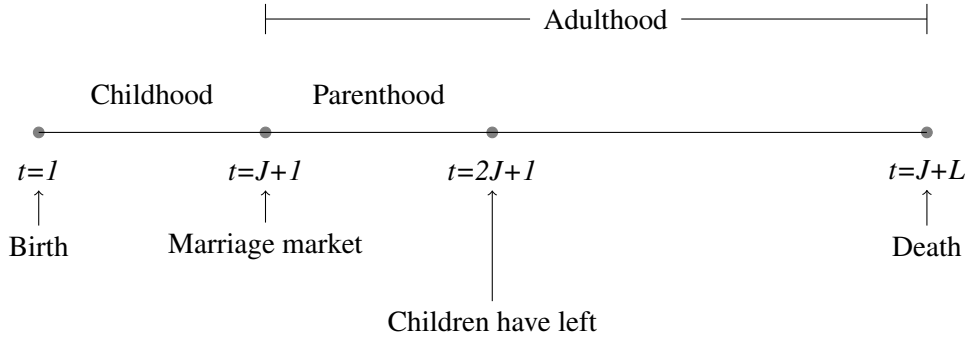 Adulthood
Childhood Parenthood
t=1 t=J+1 t=2J+1 t=J+L
Birth Marriage market Death
Children have left